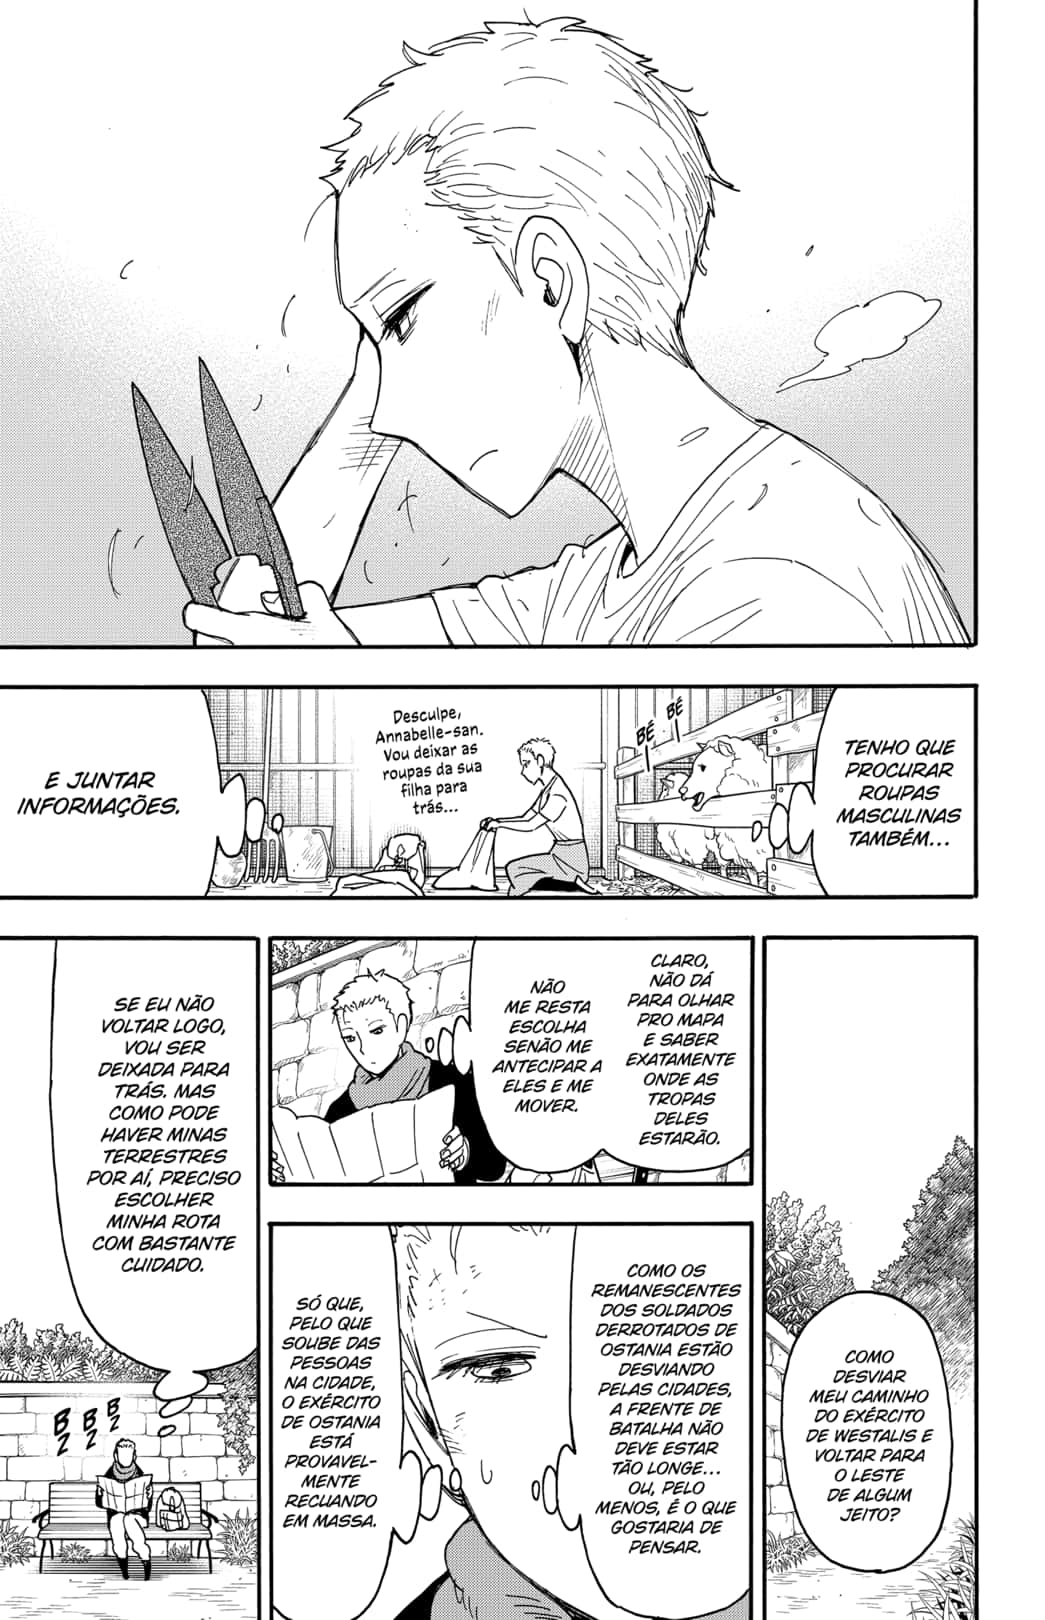 TENHO QUE
PROCURAR
ROUPAS
MASCULINAS
TAMBÉM...
BÉ
BÉ
Desculpe,
Annabelle-san.
Vou deixar as
roupas da sua
filha para
trás...
E JUNTAR
INFORMAÇÕES.
COMO
DESVIAR
MEU CAMINHO
DO EXÉRCITO
DE WESTALIS E
VOLTAR PARA
O LESTE
DE ALGUM
JEITO?
CLARO,
NÃO DÁ
PARA OLHAR
PRO MAPA
E SABER
EXATAMENTE
ONDE AS
TROPAS
DELES
ESTARÃO.
NÃO
ME RESTA
ESCOLHA
SENÃO ME
ANTECIPAR A
ELES E ME
MOVER.
COMO OS
REMANESCENTES
DOS SOLDADOS
DERROTADOS DE
OSTANIA ESTÃO
DESVIANDO
PELAS CIDADES,
A FRENTE DE
BATALHA NÃO
DEVE ESTAR
TÃO LONGE...
OU, PELO
MENOS, É O QUE
GOSTARIA DE
PENSAR.
SÓ QUE,
PELO QUE
SOUBE DAS
PESSOAS
NA CIDADE,
O EXÉRCITO
DE OSTANIA
ESTÁ
PROVAVEL-
MENTE
RECUANDO
EM MASSA.
SE EU NÃO
VOLTAR LOGO,
VOU SER
DEIXADA PARA
TRÁS. MAS
COMO PODE
HAVER MINAS
TERRESTRES
POR AÍ, PRECISO
ESCOLHER
MINHA ROTA
COM BASTANTE
CUIDADO.
BZ
BZ
BZ